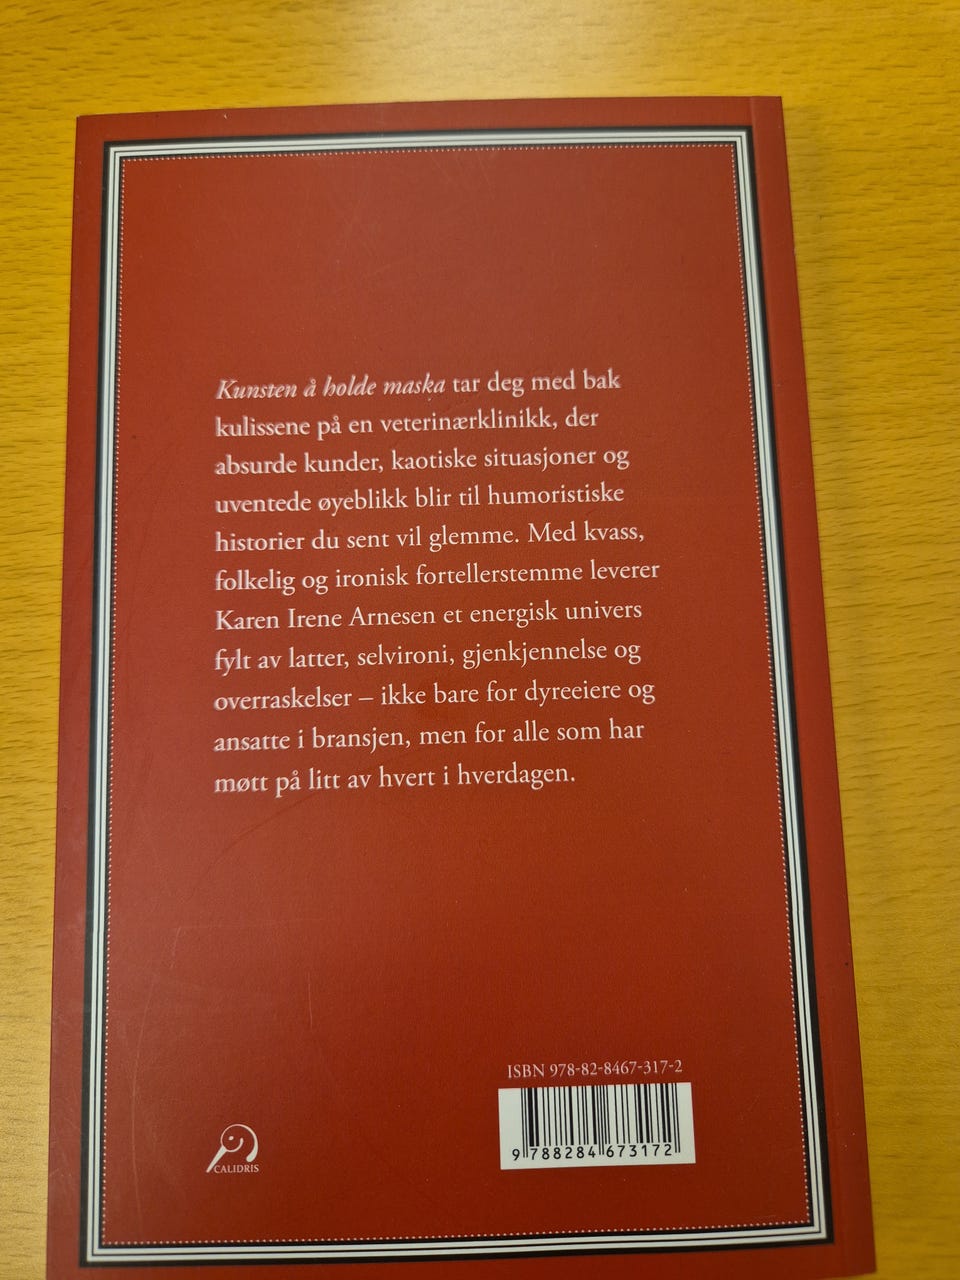 Kunsten å holde maska tar deg med bak
kulissene på en veterinærklinikk, der
absurde kunder, kaotiske situasjoner og
uventede øyeblikk blir til humoristiske
historier du sent vil glemme. Med kvass,
folkelig og ironisk fortellerstemme leverer
Karen Irene Arnesen et energisk univers
fylt av latter, selvironi, gjenkjennelse og
overraskelser – ikke bare for dyreeiere og
ansatte i bransjen, men for alle som har
møtt på litt av hvert i hverdagen.
ISBN 978-82-8467-317-2
9 788284 673172
CALIDRIS